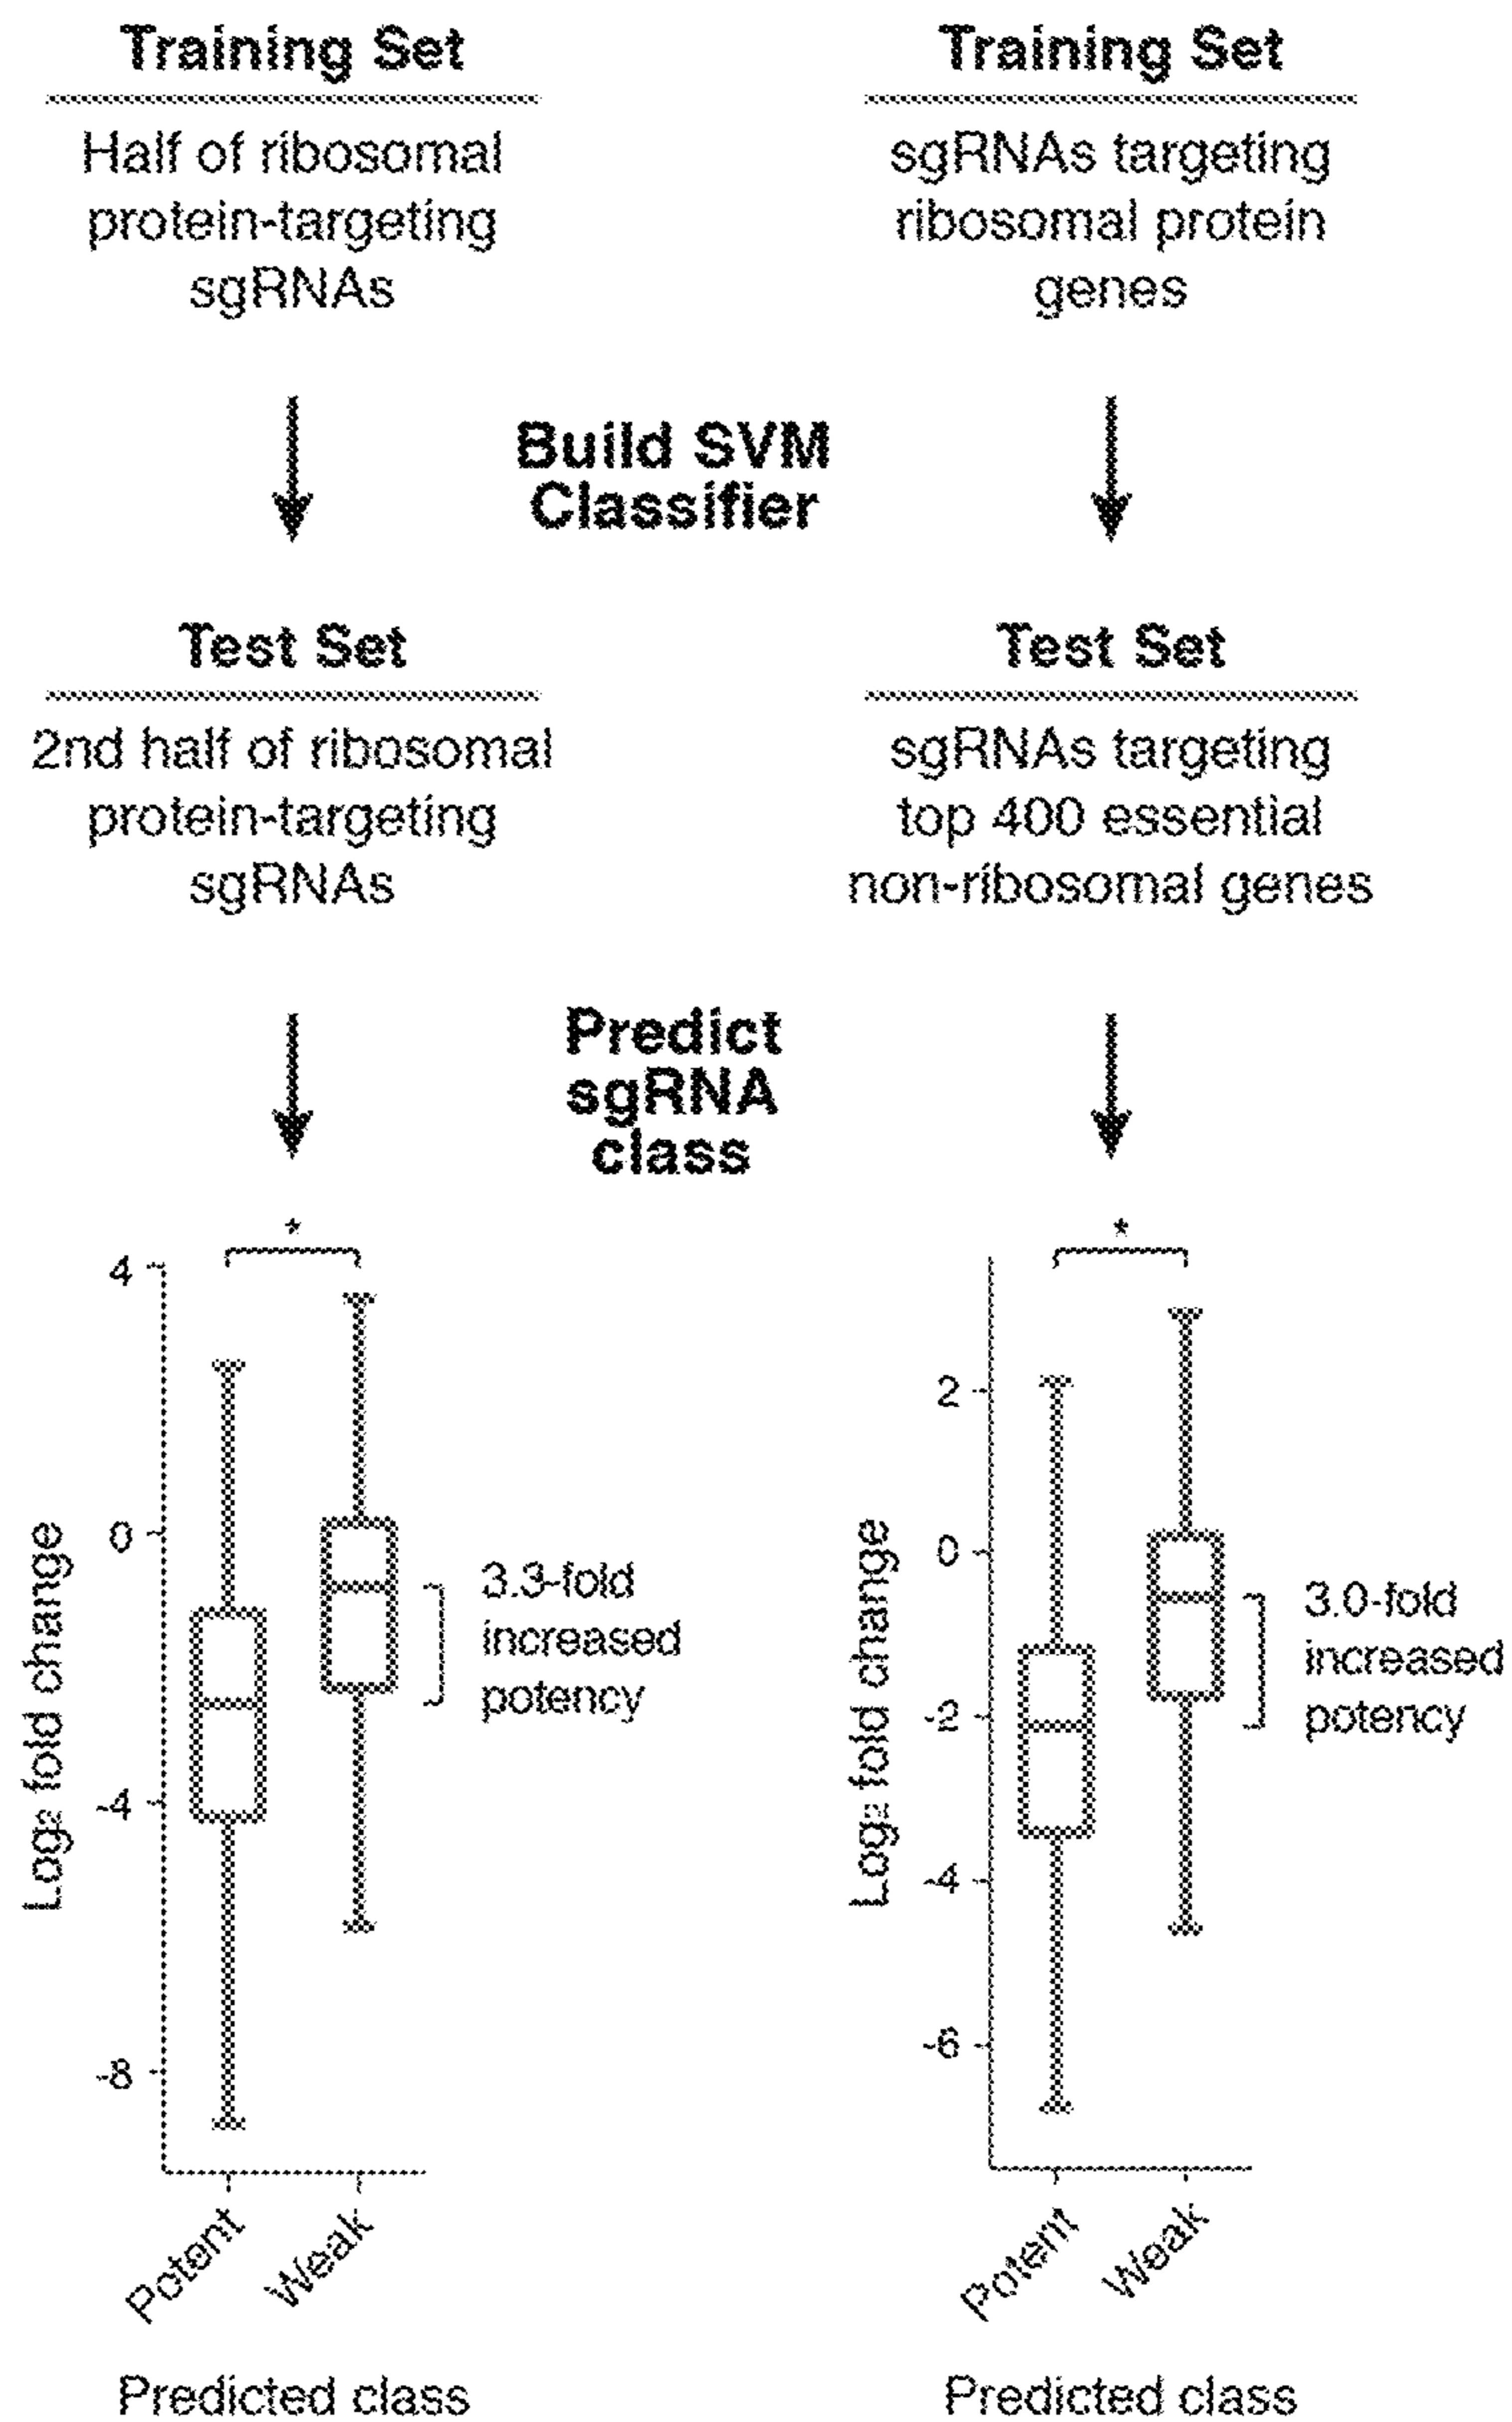 Training Set
Half of ribosomal
protein-targeting
sgRNAs
Training Set
sgRNAs targeting
ribosomal protein
genes
Build SVM
Classifier
Test Set
2nd half of ribosomal
protein-targeting
sgRNAs
Test Set
sgRNAs targeting
top 400 essential
non-ribosomal genes
Predict
sgRNA
class
*
4
0
-4
-8
Log₂ fold change
3.3-fold
increased
potency
Potent
Weak
Predicted class
*
2
0
-2
-4
-6
Log₂ fold change
3.0-fold
increased
potency
Potent
Weak
Predicted class